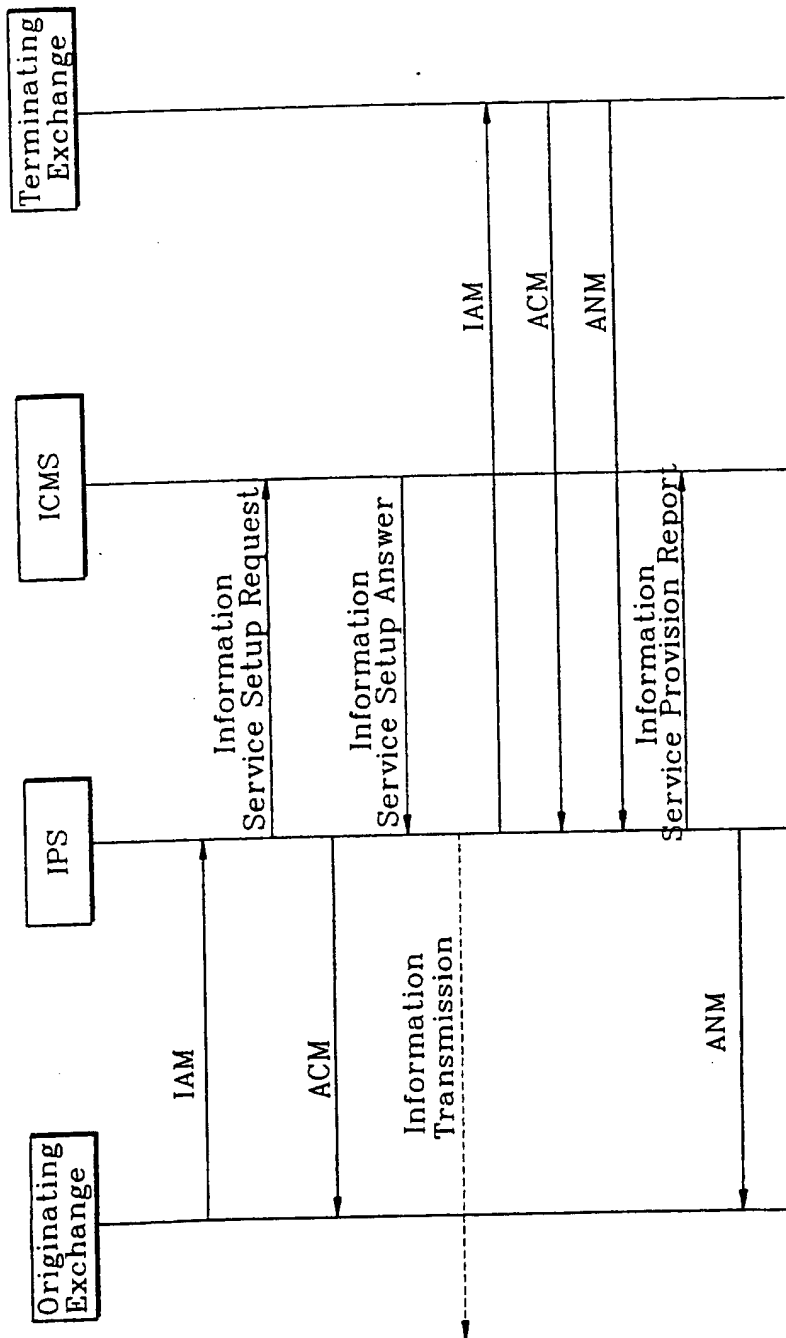 Originating
Exchange
IPS
ICMS
Terminating
Exchange
IAM
Information
Service Setup Request
ACM
Information
Service Setup Answer
Information
Transmission
IAM
ACM
ANM
Information
Service Provision Report
ANM